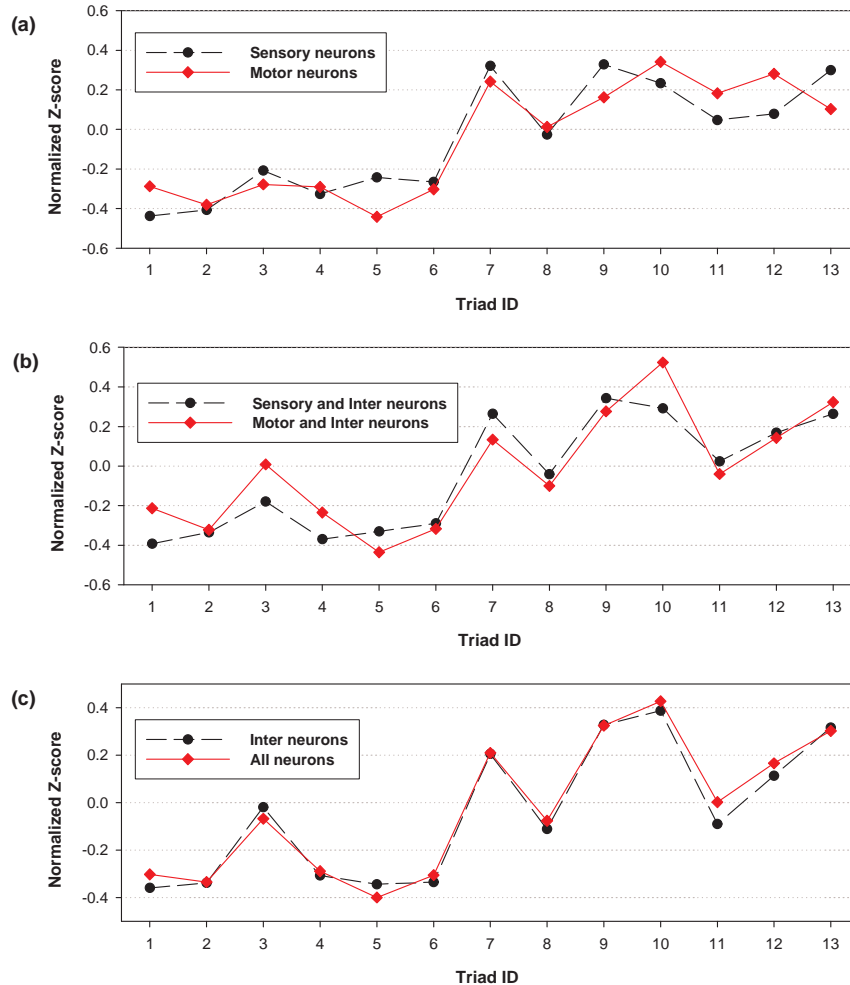 (a)
Normalized Z-score
0.6
0.4
0.2
0.0
-0.2
-0.4
-0.6
Sensory neurons
Motor neurons
1 2 3 4 5 6 7 8 9 10 11 12 13
Triad ID
(b)
Normalized Z-score
0.6
0.4
0.2
0.0
-0.2
-0.4
-0.6
Sensory and Inter neurons
Motor and Inter neurons
1 2 3 4 5 6 7 8 9 10 11 12 13
Triad ID
(c)
Normalized Z-score
0.4
0.2
0.0
-0.2
-0.4
Inter neurons
All neurons
1 2 3 4 5 6 7 8 9 10 11 12 13
Triad ID